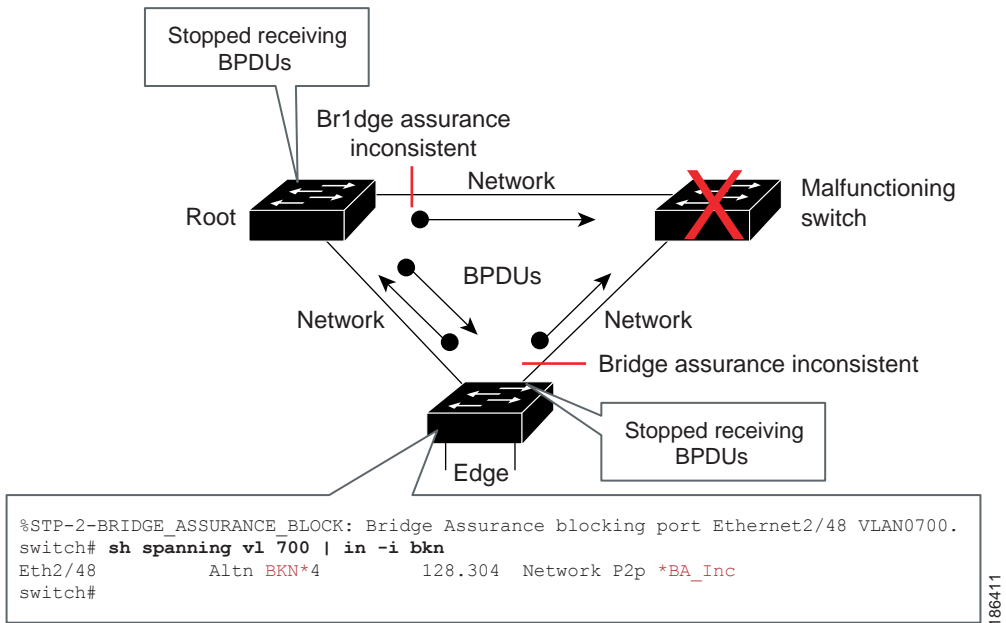 Stopped receiving
BPDUs
Br1dge assurance
inconsistent
Network
Root
Malfunctioning
switch
BPDUs
Network
Network
Bridge assurance inconsistent
Stopped receiving
BPDUs
Edge
%STP-2-BRIDGE_ASSURANCE_BLOCK: Bridge Assurance blocking port Ethernet2/48 VLAN0700.
switch# sh spanning vl 700 | in -i bkn
Eth2/48 Altn BKN*4 128.304 Network P2p *BA_Inc
switch#
186411